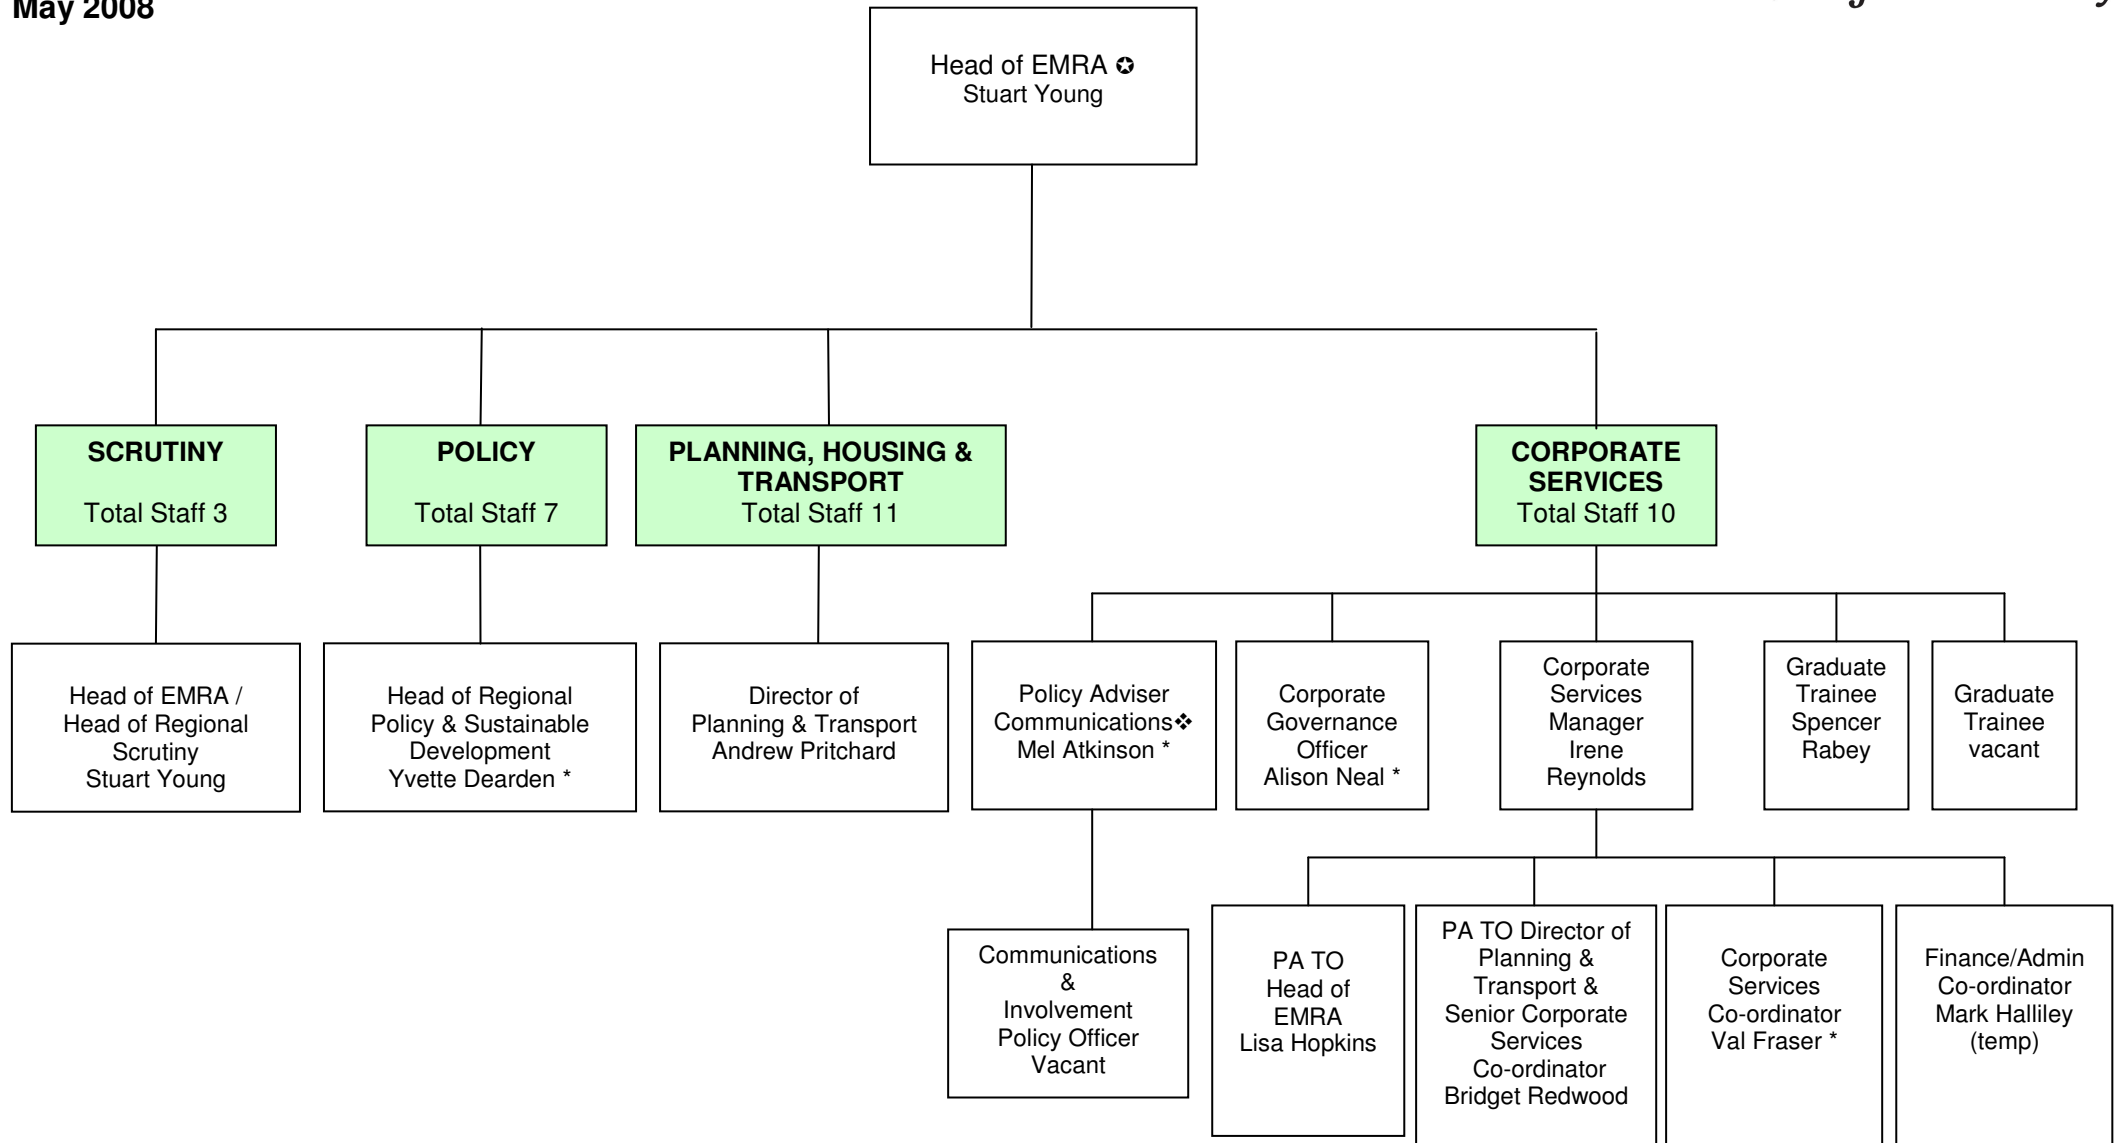 May 2008
Head of EMRA ✪
Stuart Young
SCRUTINY
Total Staff 3
POLICY
Total Staff 7
PLANNING, HOUSING &
TRANSPORT
Total Staff 11
CORPORATE
SERVICES
Total Staff 10
Head of EMRA /
Head of Regional
Scrutiny
Stuart Young
Head of Regional
Policy & Sustainable
Development
Yvette Dearden *
Director of
Planning & Transport
Andrew Pritchard
Policy Adviser
Communications❖
Mel Atkinson *
Corporate
Governance
Officer
Alison Neal *
Corporate
Services
Manager
Irene
Reynolds
Graduate
Trainee
Spencer
Rabey
Graduate
Trainee
vacant
Communications
&
Involvement
Policy Officer
Vacant
PA TO
Head of
EMRA
Lisa Hopkins
PA TO Director of
Planning &
Transport &
Senior Corporate
Services
Co-ordinator
Bridget Redwood
Corporate
Services
Co-ordinator
Val Fraser *
Finance/Admin
Co-ordinator
Mark Halliley
(temp)